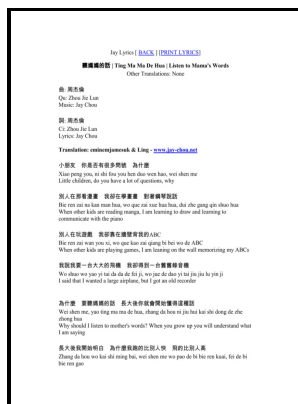 Jay Lyrics [ BACK ] [PRINT LYRICS]
聽媽媽的話 | Ting Ma Ma De Hua | Listen to Mama's Words
Other Translations: None
曲: 周杰倫
Qu: Zhou Jie Lun
Music: Jay Chou
詞: 周杰倫
Ci: Zhou Jie Lun
Lyrics: Jay Chou
Translation: eminemjamesuk & Ling - www.jay-chou.net
小朋友 你是否有很多問號 為什麼
Xiao peng you, ni shi fou you hen duo wen hao, wei shen me
Little children, do you have a lot of questions, why
別人在那看漫畫 我卻在學畫畫 對著鋼琴說話
Bie ren zai na kan man hua, wo que zai xue hua hua, dui zhe gang qin shuo hua
When other kids are reading manga, I am learning to draw and learning to
communicate with the piano
別人在玩遊戲 我卻靠在牆壁背我的ABC
Bie ren zai wan you xi, wo que kao zai qiang bi bei wo de ABC
When other kids are playing games, I am leaning on the wall memorizing my ABCs
我說我要一台大大的飛機 我卻得到一台舊舊錄音機
Wo shuo wo yao yi tai da da de fei ji, wo jue de dao yi tai jiu jiu lu yin ji
I said that I wanted a large airplane, but I got an old recorder
為什麼 要聽媽媽的話 長大後你就會開始懂得這種話
Wei shen me, yao ting ma ma de hua, zhang da hou ni jiu hui kai shi dong de zhe
zhong hua
Why should I listen to mother's words? When you grow up you will understand what
I am saying
長大後我開始明白 為什麼我跑的比別人快 飛的比別人高
Zhang da hou wo kai shi ming bai, wei shen me wo pao de bi bie ren kuai, fei de bi
bie ren gao